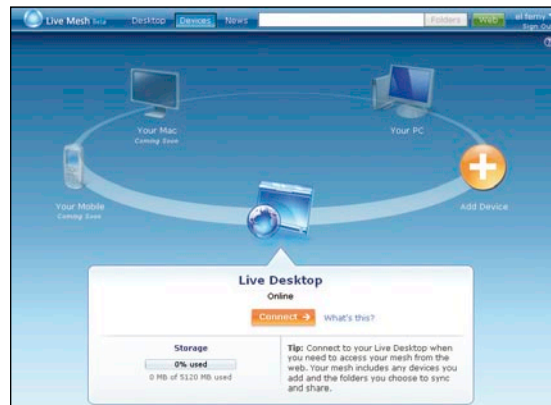 Live Mesh Beta Desktop Devices News Folders Web el ferny
Sign Out
Your Mac
Coming Soon
Your PC
Your Mobile
Coming Soon
Add Device
Live Desktop
Online
Connect What's this?
Storage
0% used
0 MB of 5120 MB used
Tip: Connect to your Live Desktop when
you need to access your mesh from the
web. Your mesh includes any devices you
add and the folders you choose to sync
and share.